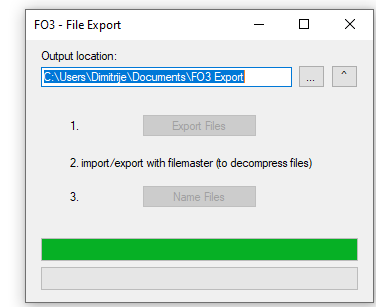 FO3 - File Export
Output location:
C:\Users\Dimitrije\Documents\FO3 Export
...
^
1.
Export Files
2. import/export with filemaster (to decompress files)
3.
Name Files